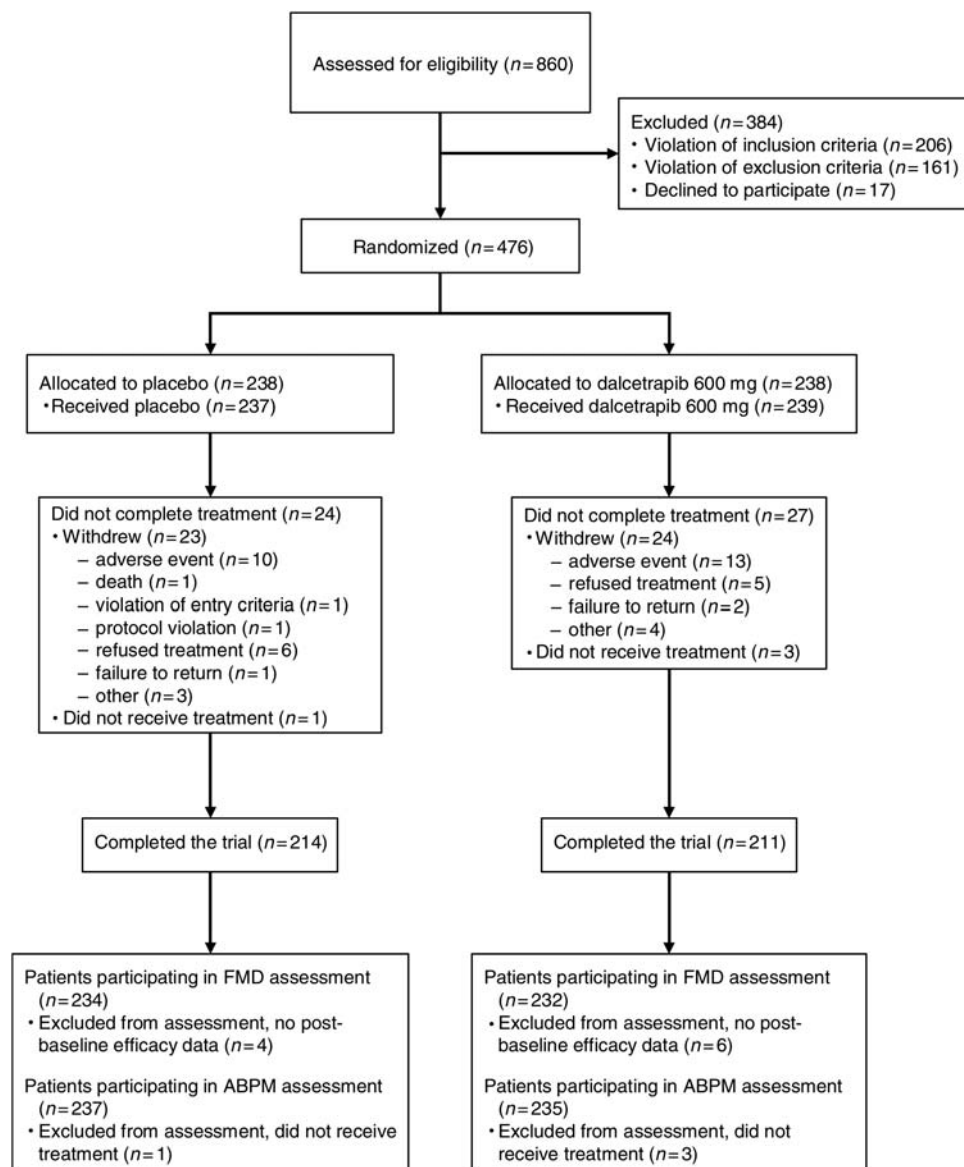 Assessed for eligibility (n=860)
Excluded (n=384)
• Violation of inclusion criteria (n=206)
• Violation of exclusion criteria (n=161)
• Declined to participate (n=17)
Randomized (n=476)
Allocated to placebo (n=238)
• Received placebo (n=237)
Allocated to dalcetrapib 600 mg (n=238)
• Received dalcetrapib 600 mg (n=239)
Did not complete treatment (n=24)
• Withdrew (n=23)
– adverse event (n=10)
– death (n=1)
– violation of entry criteria (n=1)
– protocol violation (n=1)
– refused treatment (n=6)
– failure to return (n=1)
– other (n=3)
• Did not receive treatment (n=1)
Did not complete treatment (n=27)
• Withdrew (n=24)
– adverse event (n=13)
– refused treatment (n=5)
– failure to return (n=2)
– other (n=4)
• Did not receive treatment (n=3)
Completed the trial (n=214)
Completed the trial (n=211)
Patients participating in FMD assessment
(n=234)
• Excluded from assessment, no post-
baseline efficacy data (n=4)
Patients participating in ABPM assessment
(n=237)
• Excluded from assessment, did not receive
treatment (n=1)
Patients participating in FMD assessment
(n=232)
• Excluded from assessment, no post-
baseline efficacy data (n=6)
Patients participating in ABPM assessment
(n=235)
• Excluded from assessment, did not
receive treatment (n=3)